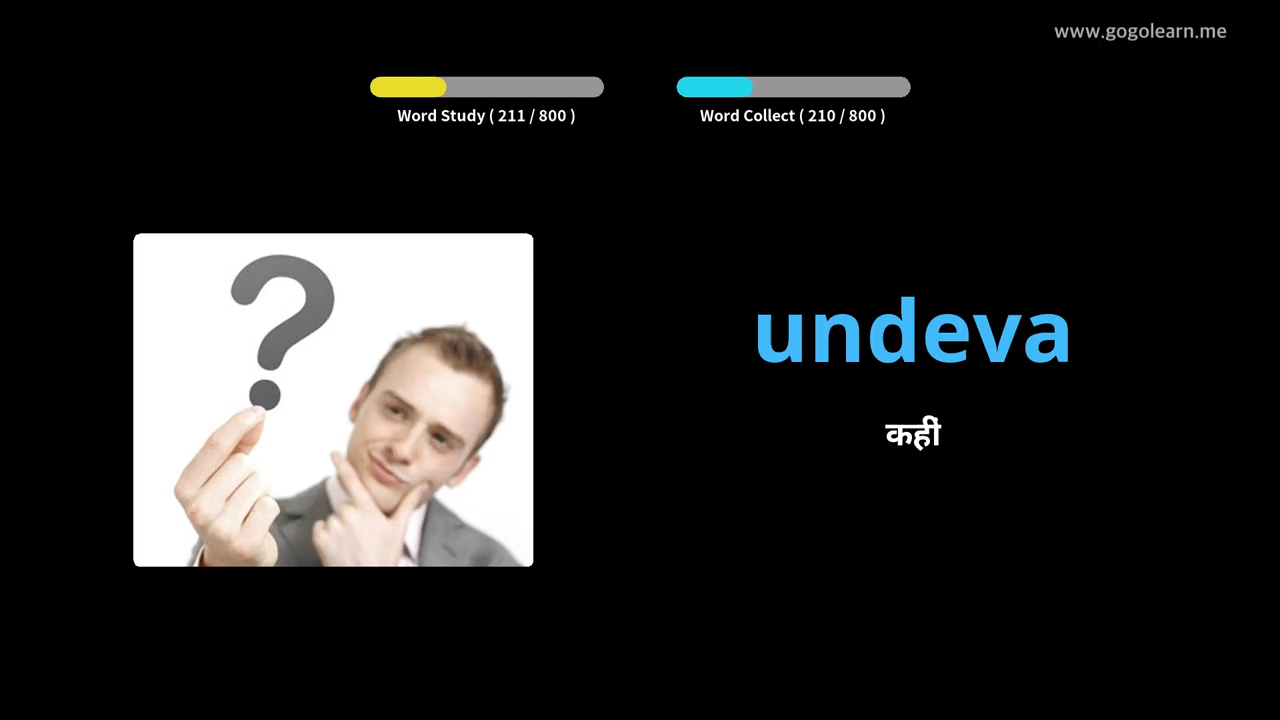 www.gogolearn.me
Word Study ( 211 / 800 )
Word Collect ( 210 / 800 )
undeva
कहीं